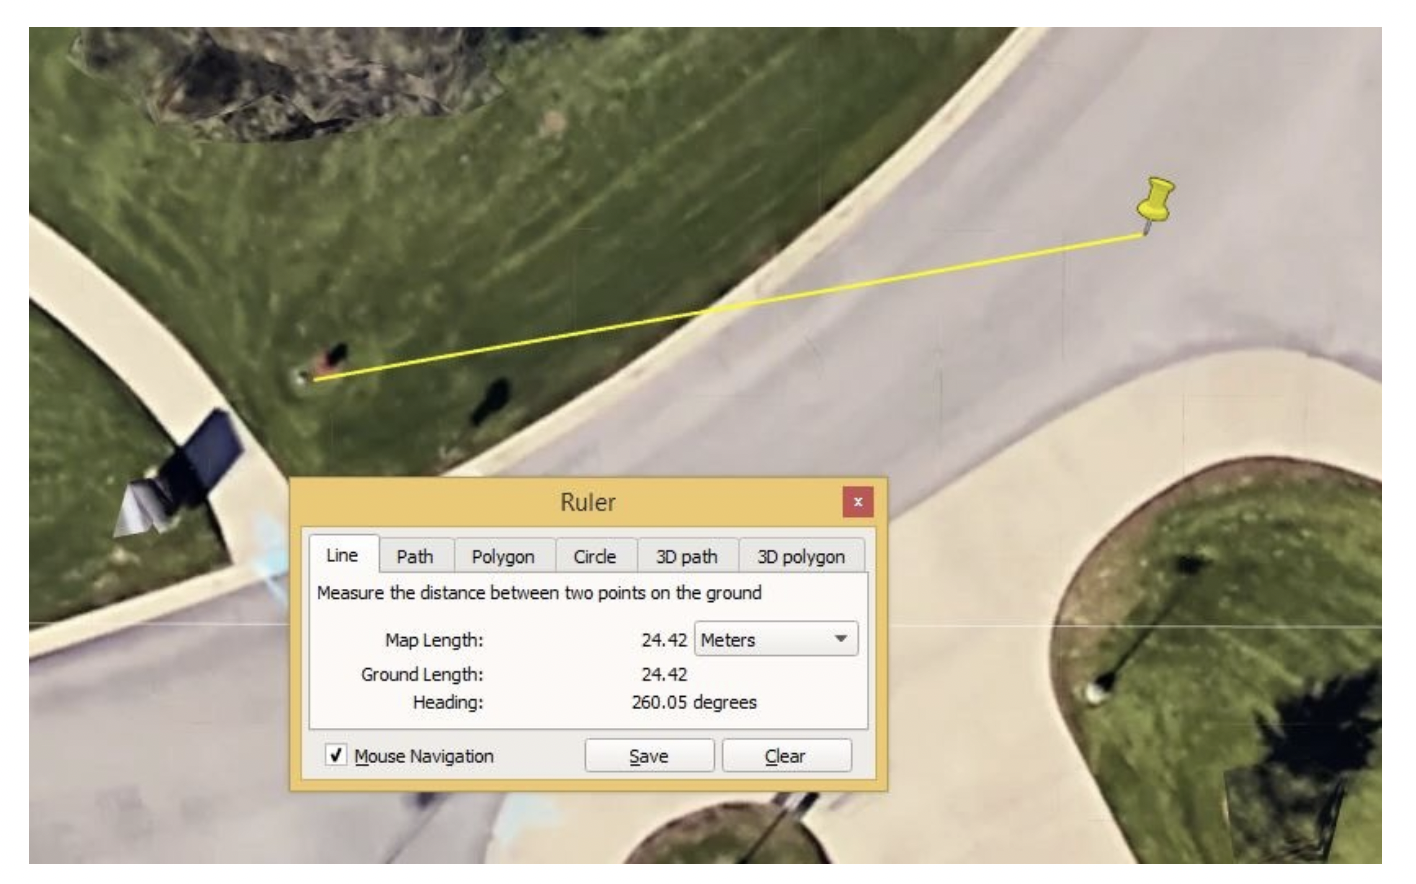 Ruler
x
Line Path Polygon Circle 3D path 3D polygon
Measure the distance between two points on the ground
Map Length: 24.42 Meters
Ground Length: 24.42
Heading: 260.05 degrees
Mouse Navigation Save Clear